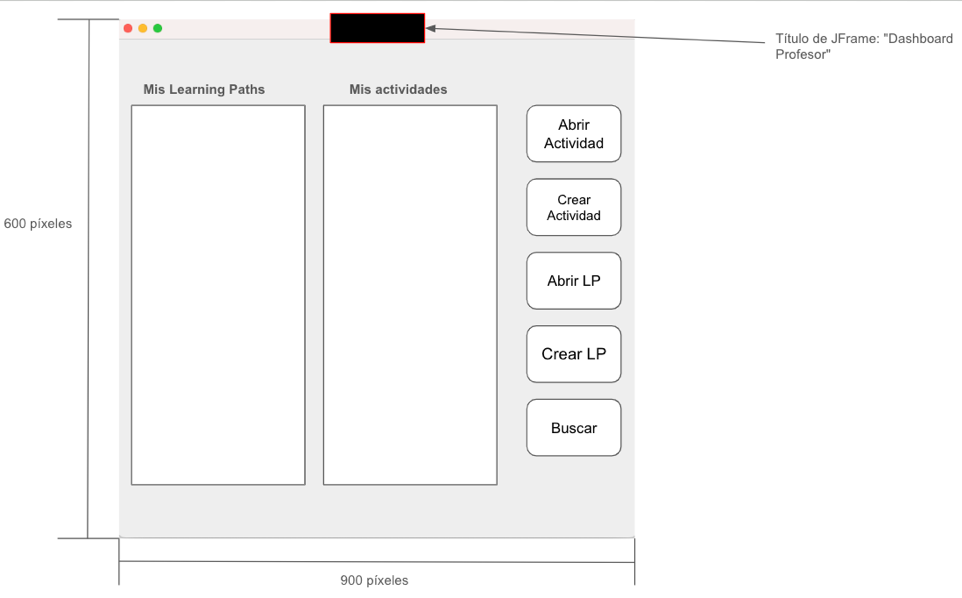 Título de JFrame: "Dashboard
Profesor"
Mis Learning Paths
Mis actividades
Abrir
Actividad
Crear
Actividad
600 píxeles
Abrir LP
Crear LP
Buscar
900 píxeles